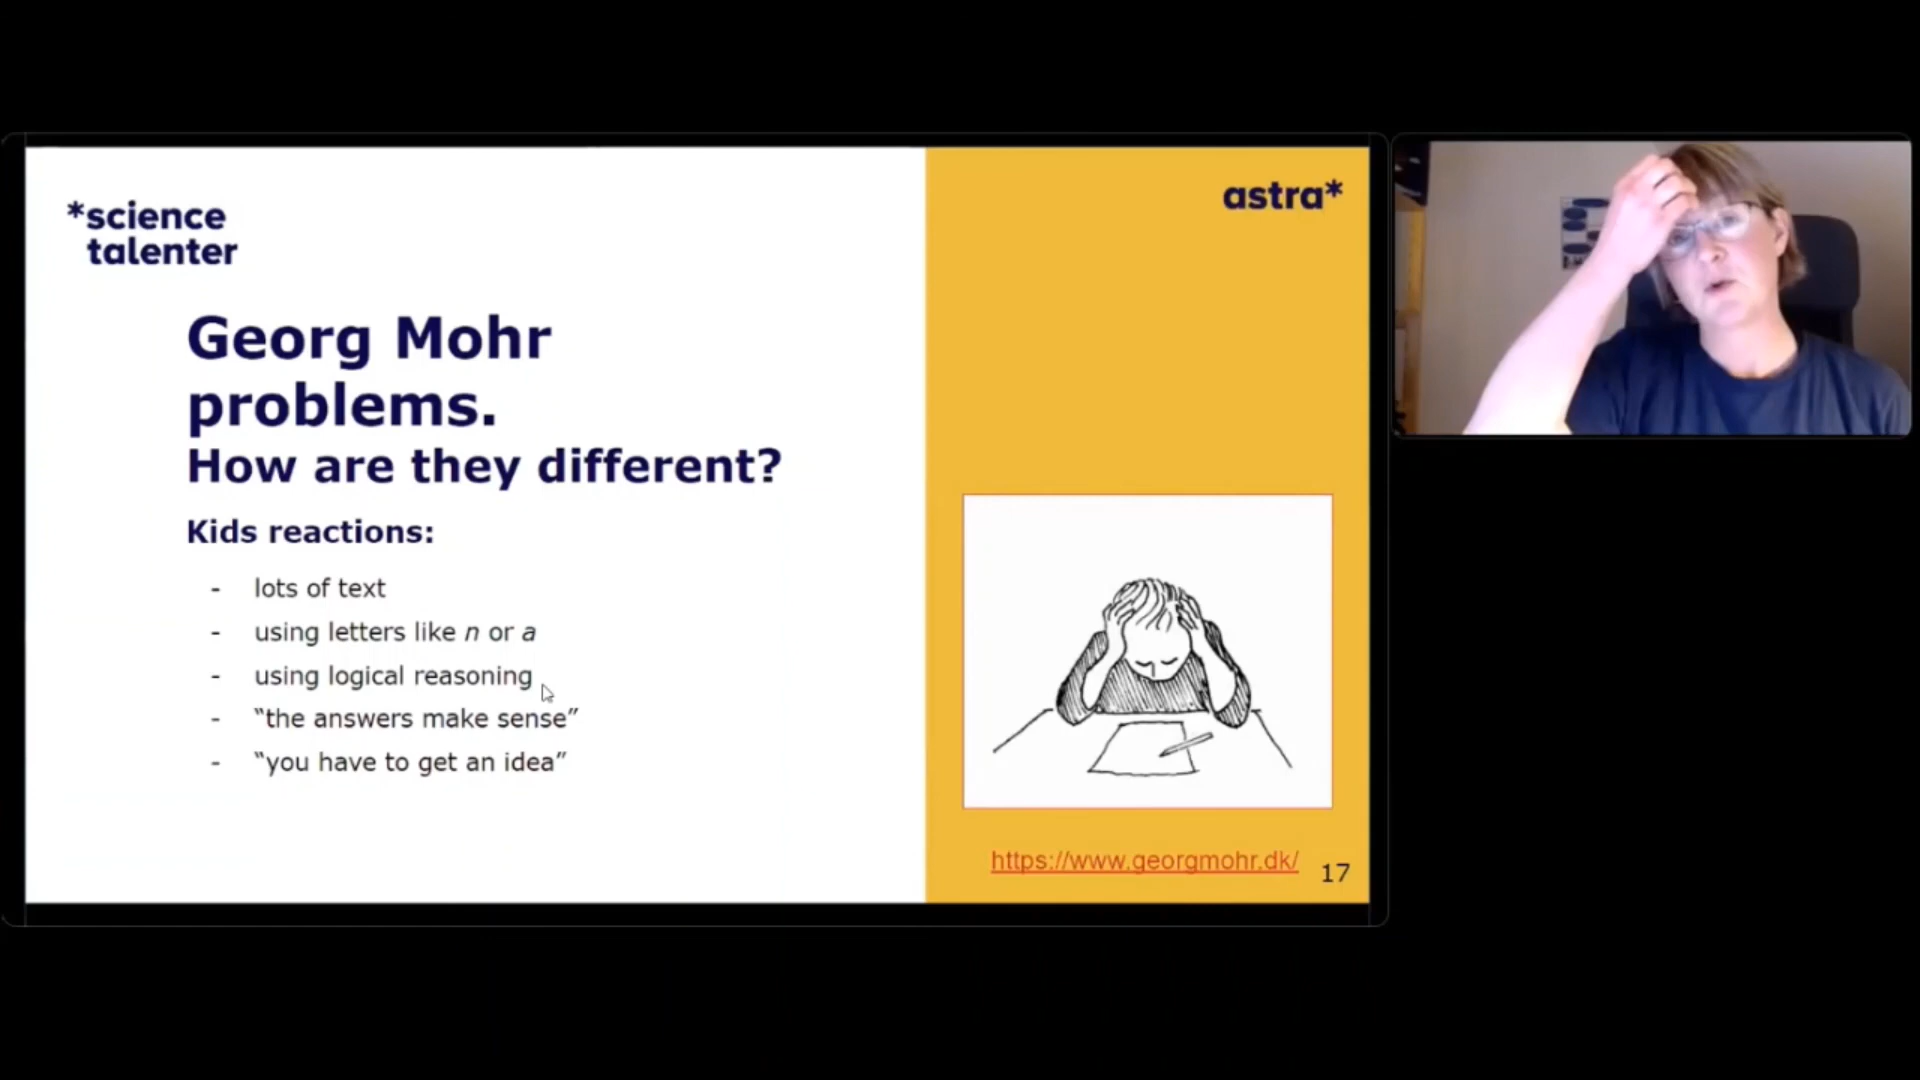 *science
talenter
astra*
Georg Mohr
problems.
How are they different?
Kids reactions:
- lots of text
- using letters like n or a
- using logical reasoning
- “the answers make sense”
- “you have to get an idea”
https://www.georgmohr.dk/
17